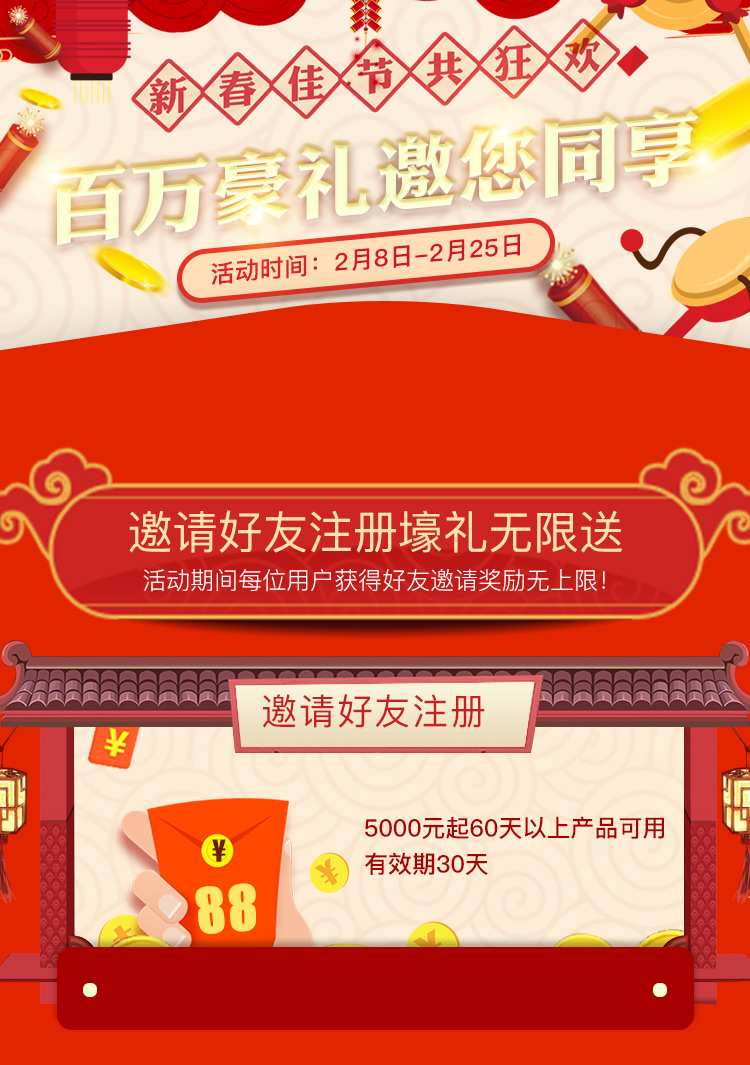 新春佳节共狂欢
百万豪礼邀您同享
活动时间：2月8日-2月25日
邀请好友注册壕礼无限送
活动期间每位用户获得好友邀请奖励无上限！
邀请好友注册
¥
5000元起60天以上产品可用
有效期30天
¥
¥
88
¥
¥